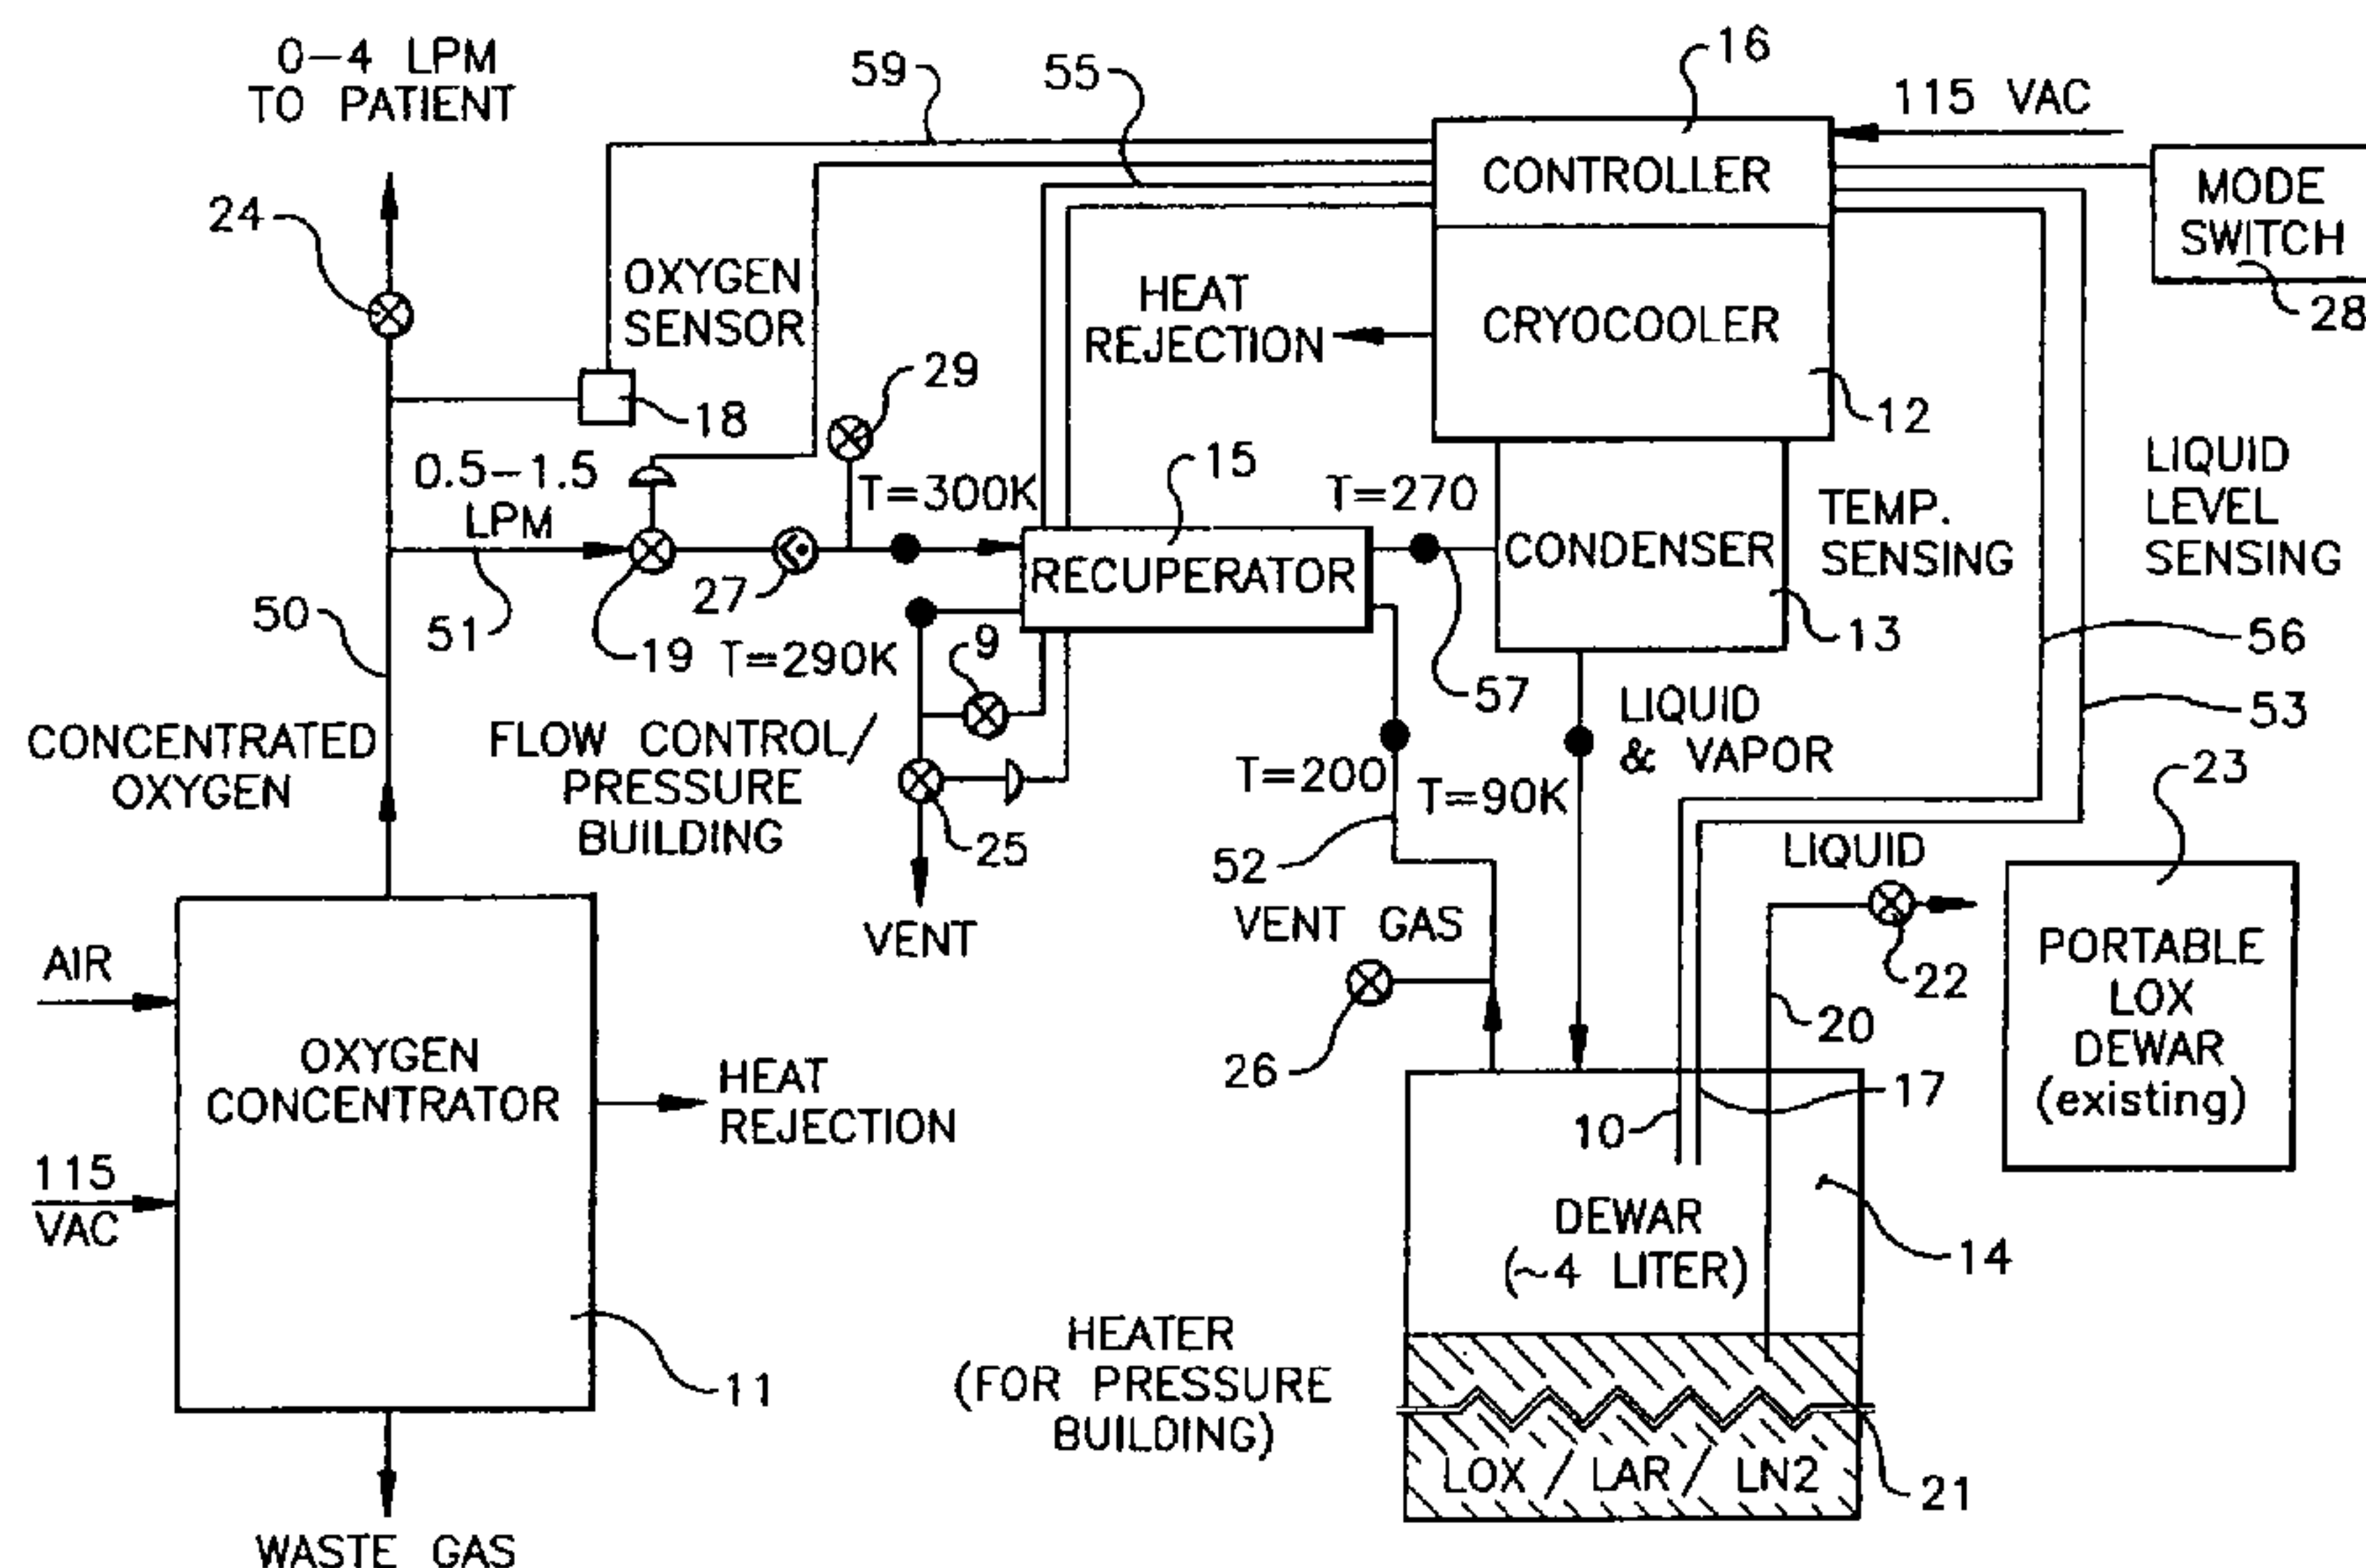 0-4 LPM
TO PATIENT
59
55
16
115 VAC
CONTROLLER
MODE
SWITCH
28
24
OXYGEN
SENSOR
HEAT
REJECTION
CRYOCOOLER
29
18
12
0.5-1.5
LPM
T=300K
15
T=270
LIQUID
LEVEL
SENSING
TEMP.
SENSING
RECUPERATOR
CONDENSER
27
50
51
19
T=290K
9
13
56
57
53
CONCENTRATED
OXYGEN
FLOW CONTROL/
PRESSURE
BUILDING
LIQUID
& VAPOR
T=200
T=90K
23
25
52
LIQUID
VENT
VENT GAS
22
PORTABLE
LOX
DEWAR
(existing)
AIR
20
OXYGEN
CONCENTRATOR
HEAT
REJECTION
26
10
17
115
VAC
DEWAR
(~4 LITER)
14
HEATER
(FOR PRESSURE
BUILDING)
11
LOX / LAR / LN2
21
WASTE GAS